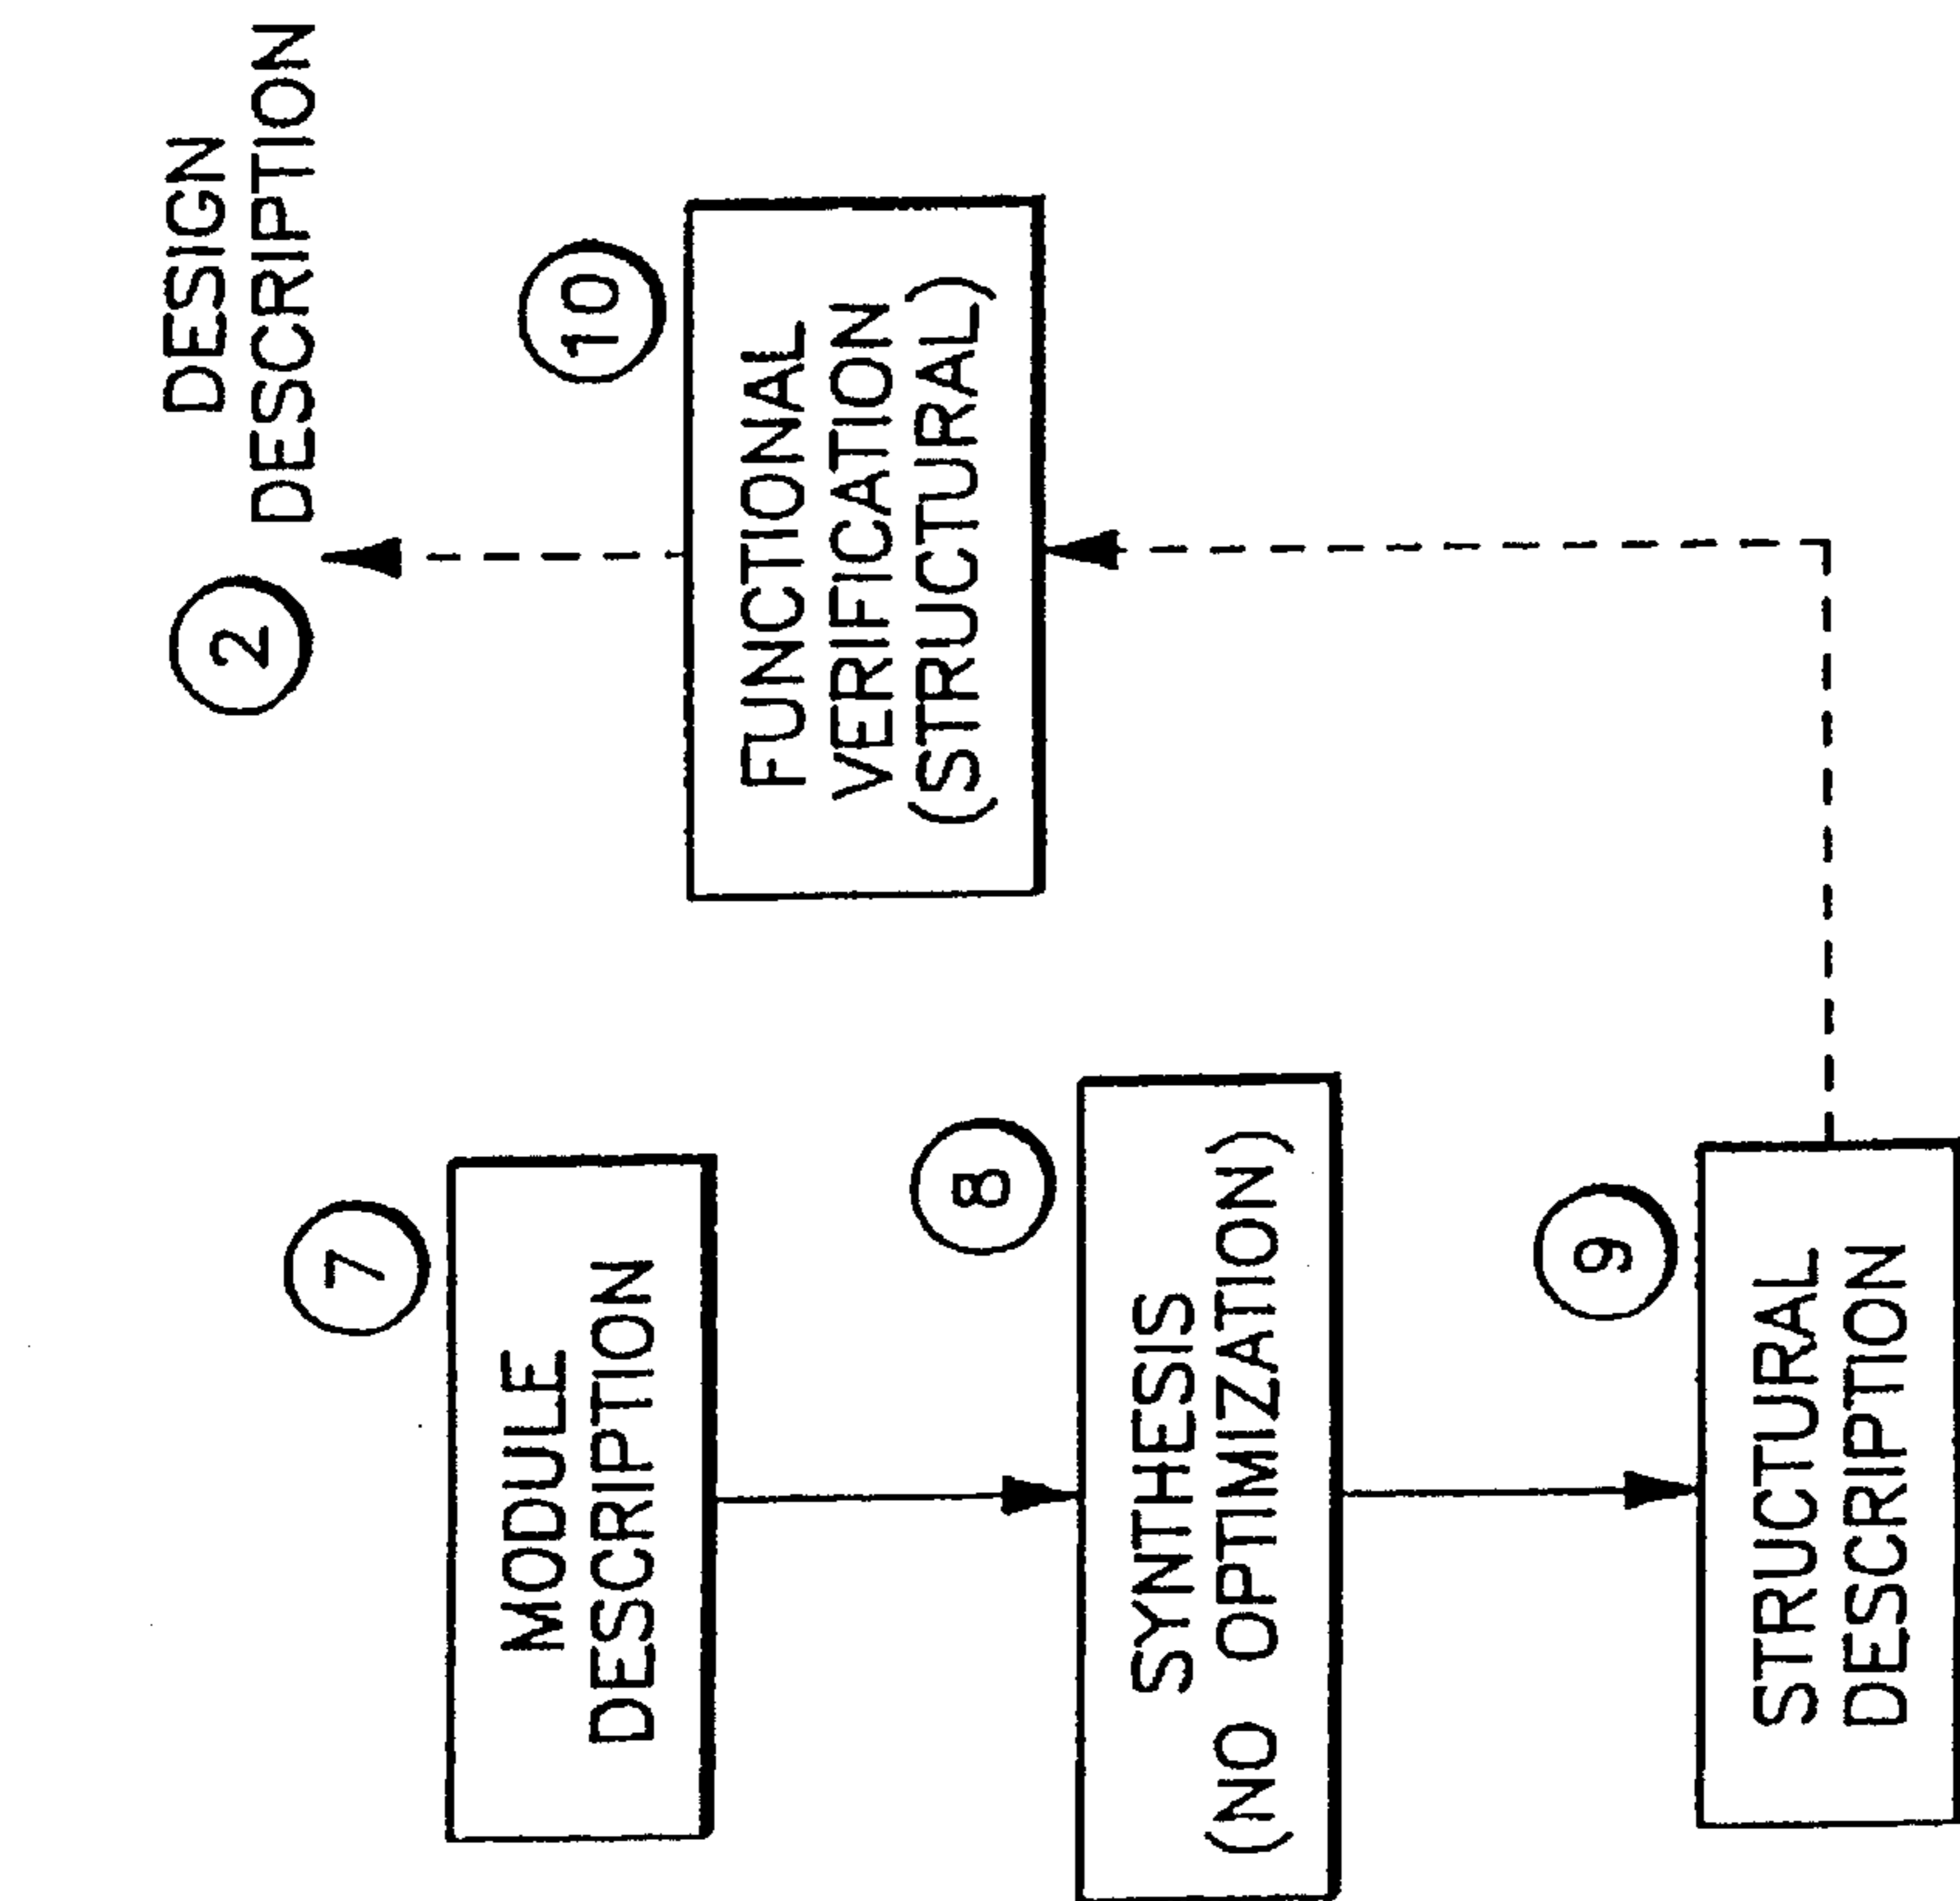 7
MODULE
DESCRIPTION
8
SYNTHESIS
(NO OPTIMIZATION)
9
STRUCTURAL
DESCRIPTION
2
DESIGN
DESCRIPTION
10
FUNCTIONAL
VERIFICATION
(STRUCTURAL)